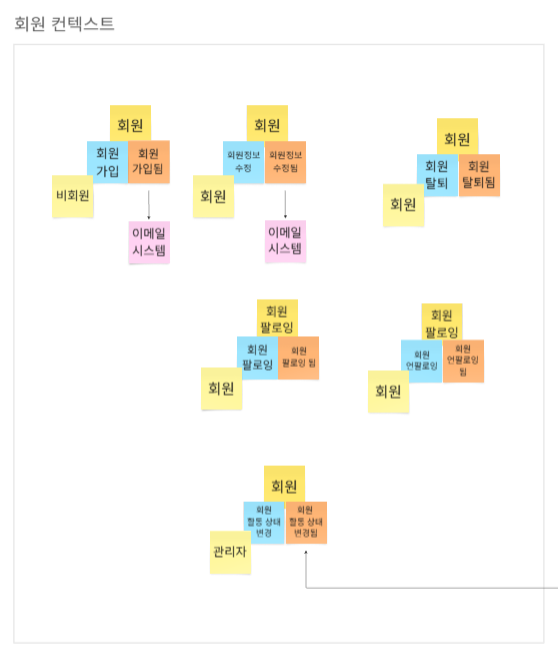 회원 컨텍스트
회원
회원
가입
회원
가입됨
비회원
이메일
시스템
회원
회원정보
수정
회원정보
수정됨
회원
이메일
시스템
회원
회원
탈퇴
회원
탈퇴됨
회원
회원
팔로잉
회원
팔로잉
회원
팔로잉 됨
회원
회원
팔로잉
회원
언팔로잉
회원
언팔로잉
됨
회원
회원
회원
활동 상태
변경
회원
활동 상태
변경됨
관리자